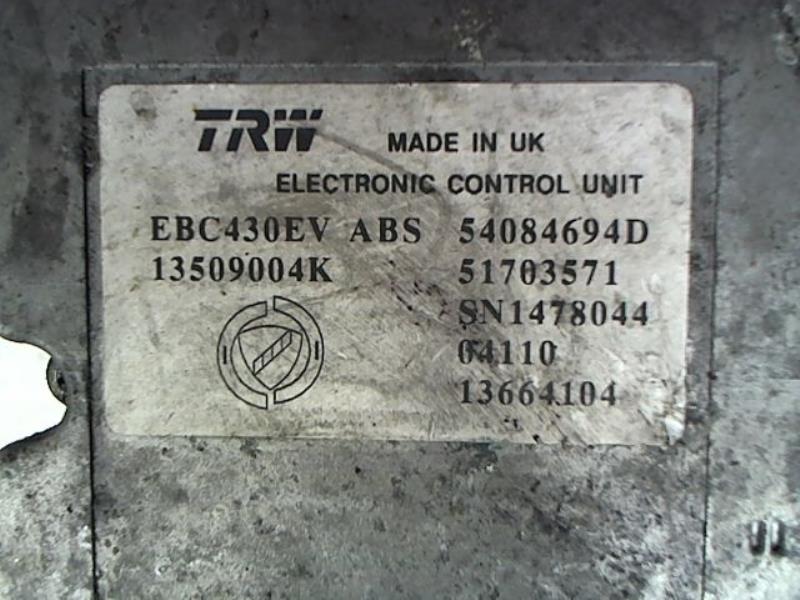 TRW MADE IN UK
ELECTRONIC CONTROL UNIT
EBC430EV ABS 54084694D
13509004K 51703571
SN1478044
04110
13664104